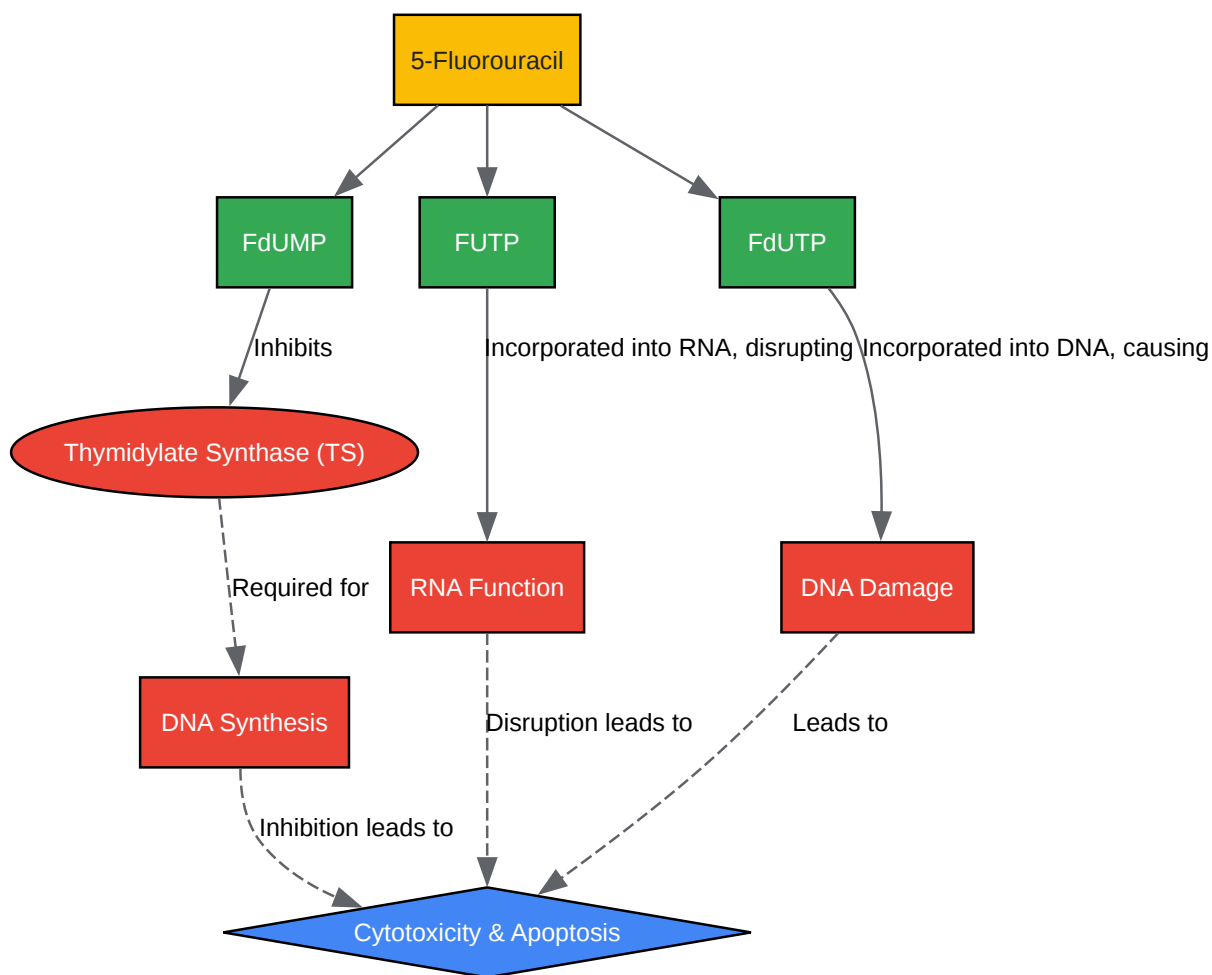 5-Fluorouracil
FdUMP
FUTP
FdUTP
Inhibits
Incorporated into RNA, disrupting
Incorporated into DNA, causing
Thymidylate Synthase (TS)
Required for
RNA Function
DNA Damage
DNA Synthesis
Disruption leads to
Leads to
Inhibition leads to
Cytotoxicity & Apoptosis